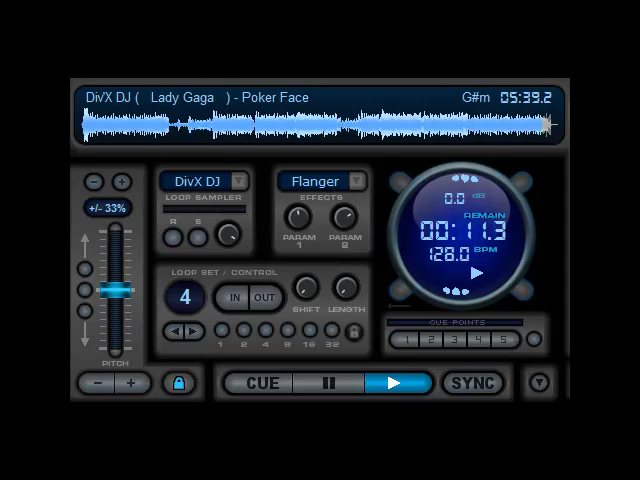 DivX DJ ( Lady Gaga ) - Poker Face G#m 05:39.2
DivX DJ Flanger
LOOP SAMPLER EFFECTS
+/- 33%
R S
PARAM 1 PARAM 2
0.0 dB
REMAIN
00:11.3
128.0 BPM
LOOP SET / CONTROL
4 IN OUT
SHIFT LENGTH
1 2 4 8 16 32
CUE POINTS
1 2 3 4 5
PITCH
- + CUE SYNC